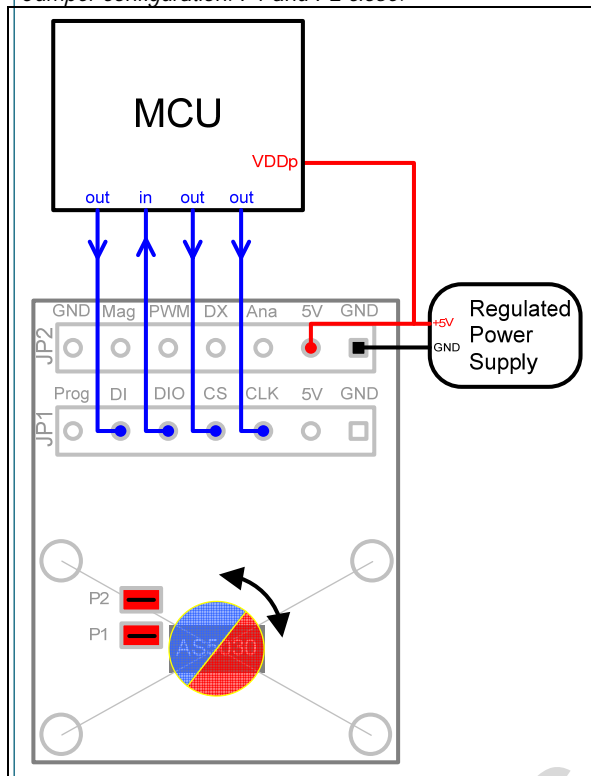 MCU
VDDp
out in out out
GND Mag PWM DX Ana 5V GND
JP2
Prog DI DIO CS CLK 5V GND
JP1
+5V
GND
Regulated
Power
Supply
P2
P1
AS5030